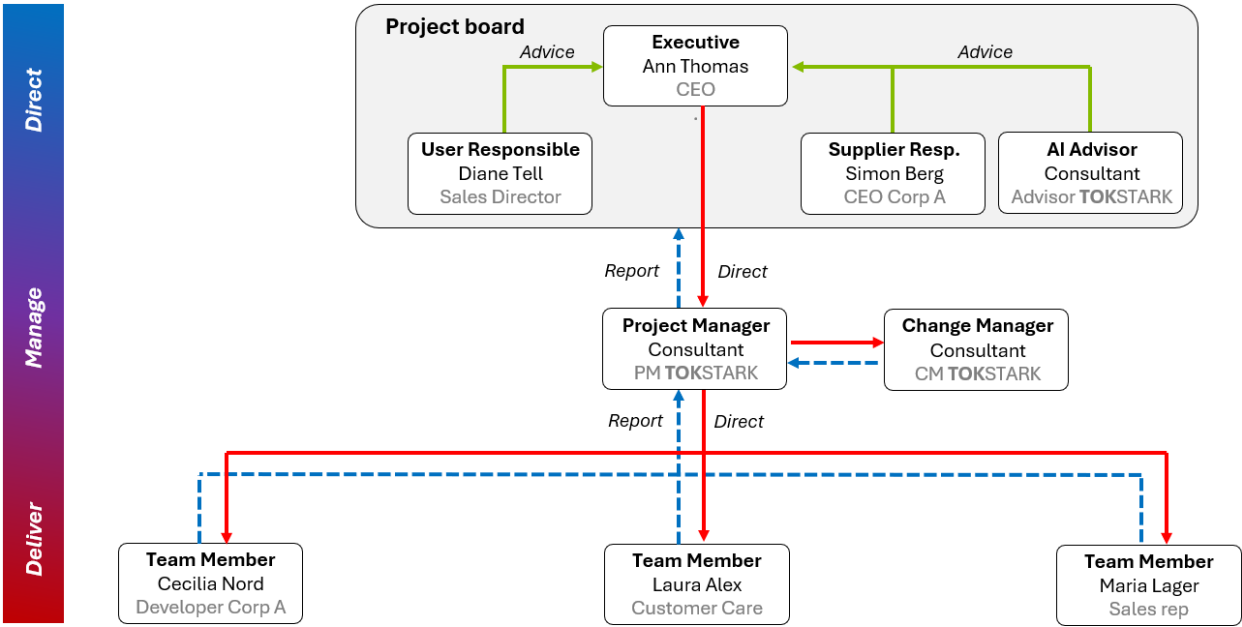 Project board
Executive
Ann Thomas
CEO
Advice
Advice
User Responsible
Diane Tell
Sales Director
Supplier Resp.
Simon Berg
CEO Corp A
AI Advisor
Consultant
Advisor TOKSTARK
Direct
Report
Direct
Project Manager
Consultant
PM TOKSTARK
Change Manager
Consultant
CM TOKSTARK
Manage
Report
Direct
Team Member
Cecilia Nord
Developer Corp A
Team Member
Laura Alex
Customer Care
Team Member
Maria Lager
Sales rep
Deliver